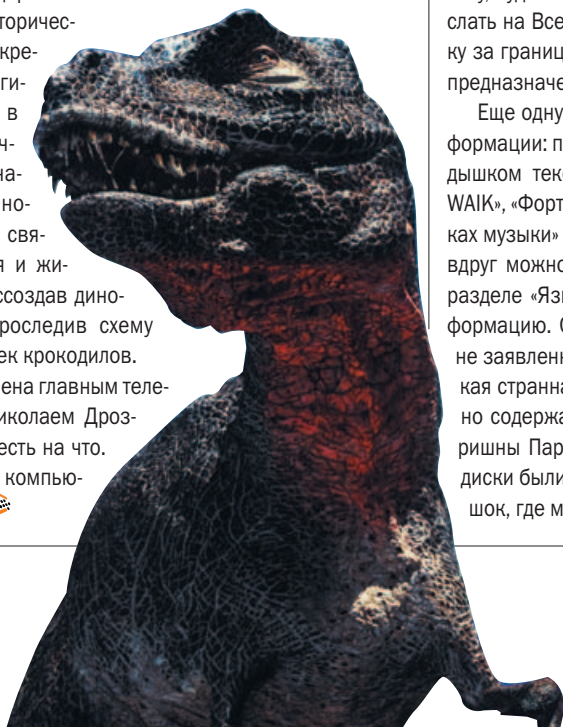 торичес-
кре-
ги-
в
ч-
на-
но-
свя-
я и жи-
ссоздав дино-
роследив схему
ек крокодилов.
ена главным теле-
иколаем Дроз-
есть на что.
компью-
слать на Все
ку за границ
предназначе
Еще одну
формации: п
дышком тек
WAIK», «Форт
ках музыки»
вдруг можно
разделе «Яз
формацию. С
не заявленн
кая странна
но содержа
ришны Пар
диски были
шок, где м